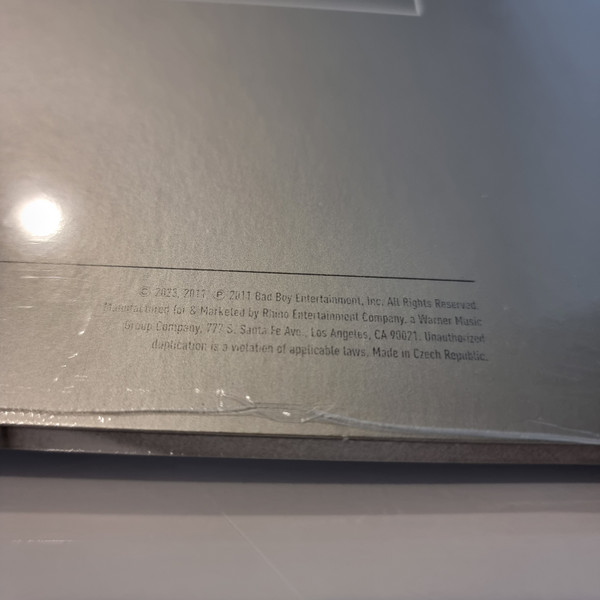 © 2023, 2011 ℗ 2011 Bad Boy Entertainment, Inc. All Rights Reserved.
Manufactured for & Marketed by Rhino Entertainment Company, a Warner Music
Group Company, 777 S. Santa Fe Ave., Los Angeles, CA 90021. Unauthorized
duplication is a violation of applicable laws. Made in Czech Republic.